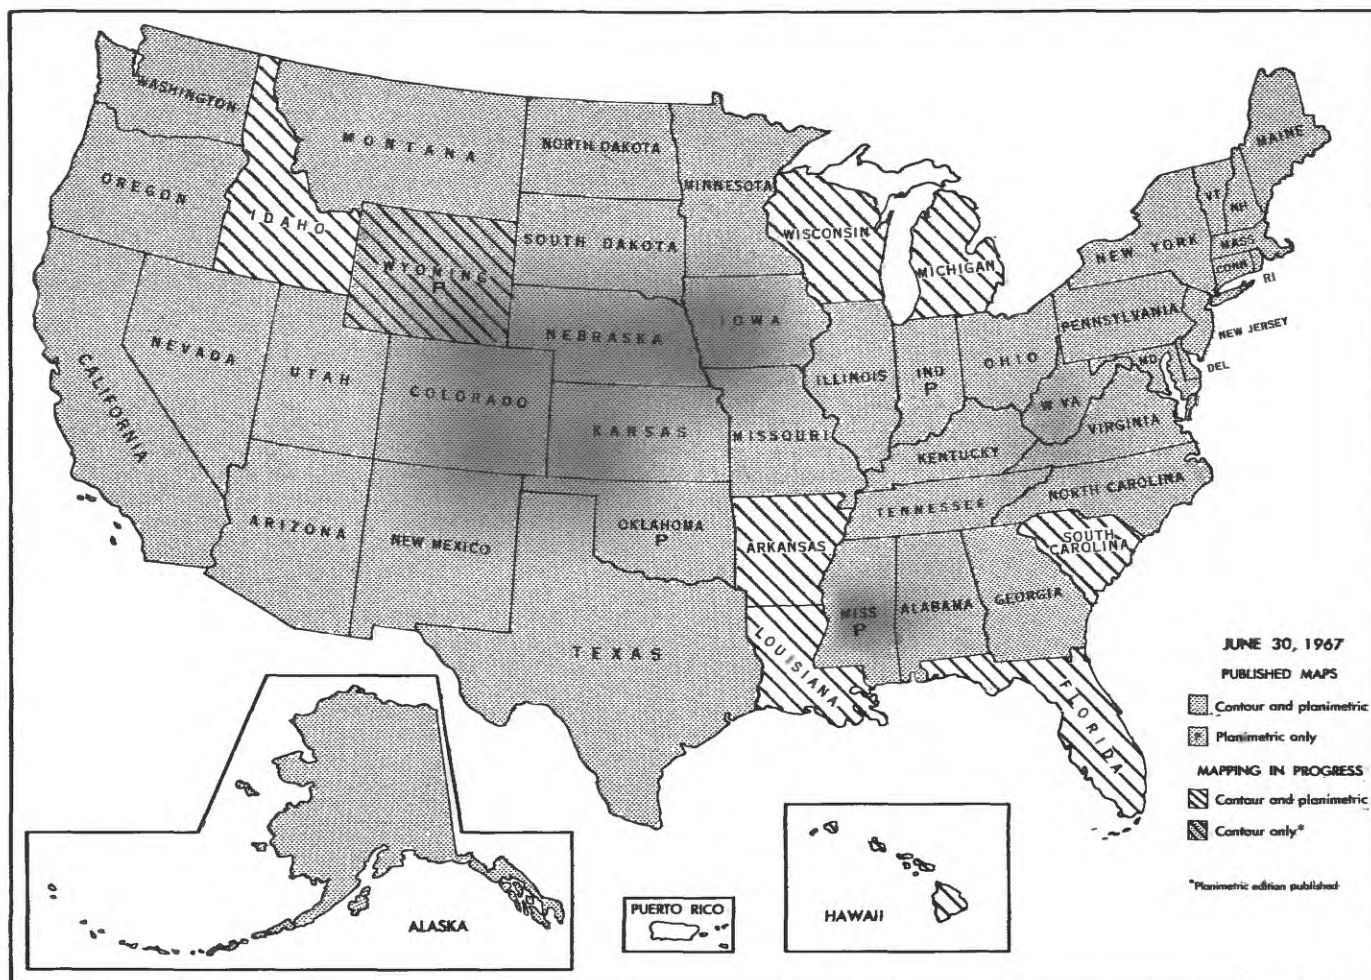 WASHINGTON
MONTANA
NORTH DAKOTA
MINNESOTA
MAINE
VT
NH
OREGON
IDAHO
WYOMING
P
SOUTH DAKOTA
WISCONSIN
MICHIGAN
NEW YORK
MASS
CONN
RI
NEVADA
UTAH
COLORADO
NEBRASKA
IOWA
ILLINOIS
IND
P
OHIO
PENNSYLVANIA
NEW JERSEY
MD
DEL
CALIFORNIA
KANSAS
MISSOURI
KENTUCKY
W VA
VIRGINIA
ARIZONA
NEW MEXICO
OKLAHOMA
P
ARKANSAS
TENNESSEE
NORTH CAROLINA
SOUTH
CAROLINA
TEXAS
LOUISIANA
MISS
P
ALABAMA
GEORGIA
FLORIDA
ALASKA
PUERTO RICO
HAWAII
JUNE 30, 1967
PUBLISHED MAPS
Contour and planimetric
P Planimetric only
MAPPING IN PROGRESS
Contour and planimetric
Contour only*
*Planimetric edition published